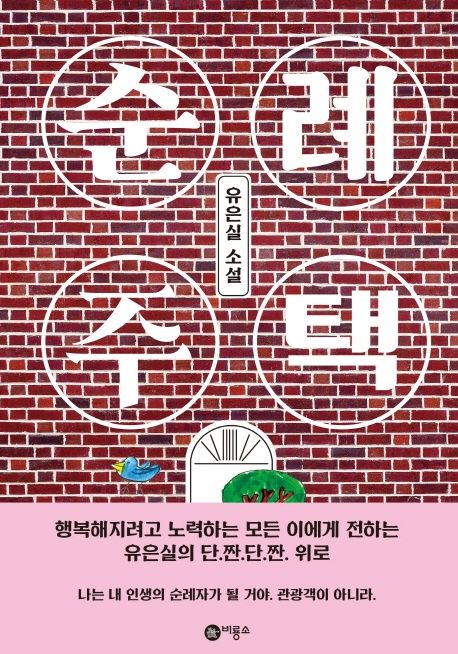 순례
주택
유은실 소설
행복해지려고 노력하는 모든 이에게 전하는
유은실의 단.짠.단.짠. 위로
나는 내 인생의 순례자가 될 거야. 관광객이 아니라.
비룡소